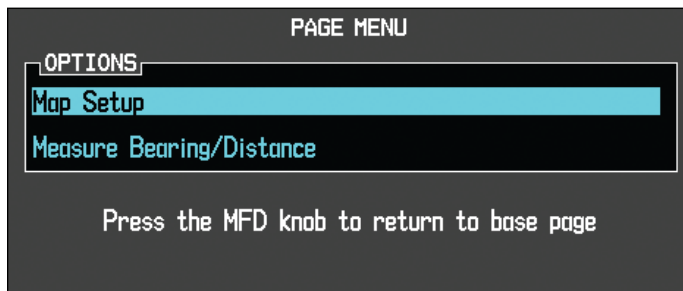 PAGE MENU
OPTIONS
Map Setup
Measure Bearing/Distance
Press the MFD knob to return to base page